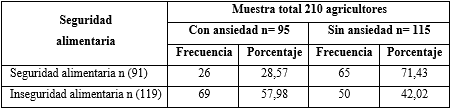 Seguridad alimentaria
Muestra total 210 agricultores
Con ansiedad n= 95 Sin ansiedad n= 115
Frecuencia Porcentaje Frecuencia Porcentaje
Seguridad alimentaria n (91) 26 28,57 65 71,43
Inseguridad alimentaria n (119) 69 57,98 50 42,02